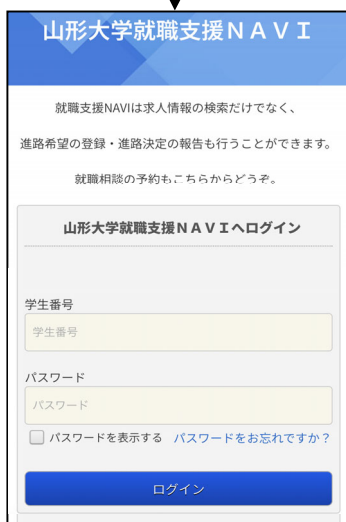 山形大学就職支援ＮＡＶＩ
就職支援NAVIは求人情報の検索だけでなく、
進路希望の登録・進路決定の報告も行うことができます。
就職相談の予約もこちらからどうぞ。
山形大学就職支援ＮＡＶＩへログイン
学生番号
学生番号
パスワード
パスワード
パスワードを表示する パスワードをお忘れですか？
ログイン